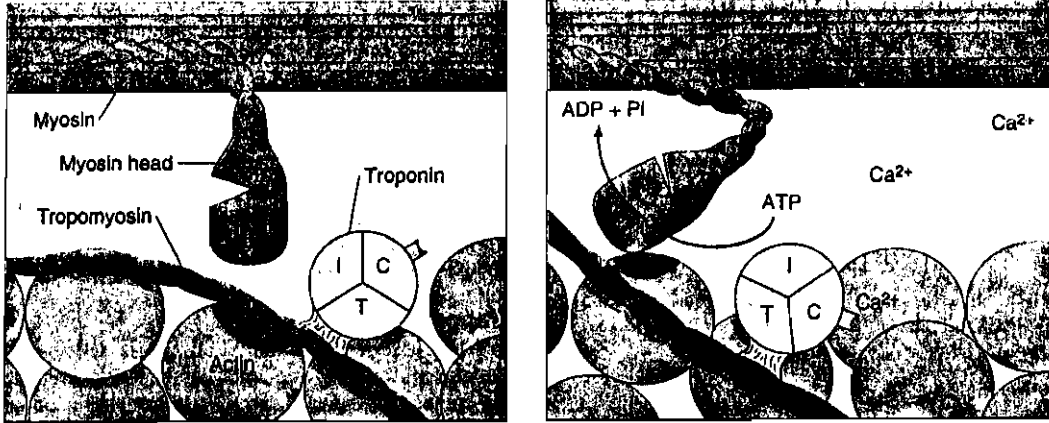 Myosin
Myosin head
Tropomyosin
Troponin
I
C
T
Actin
ADP + Pi
Ca²⁺
Ca²⁺
ATP
I
T
C
Ca²⁺